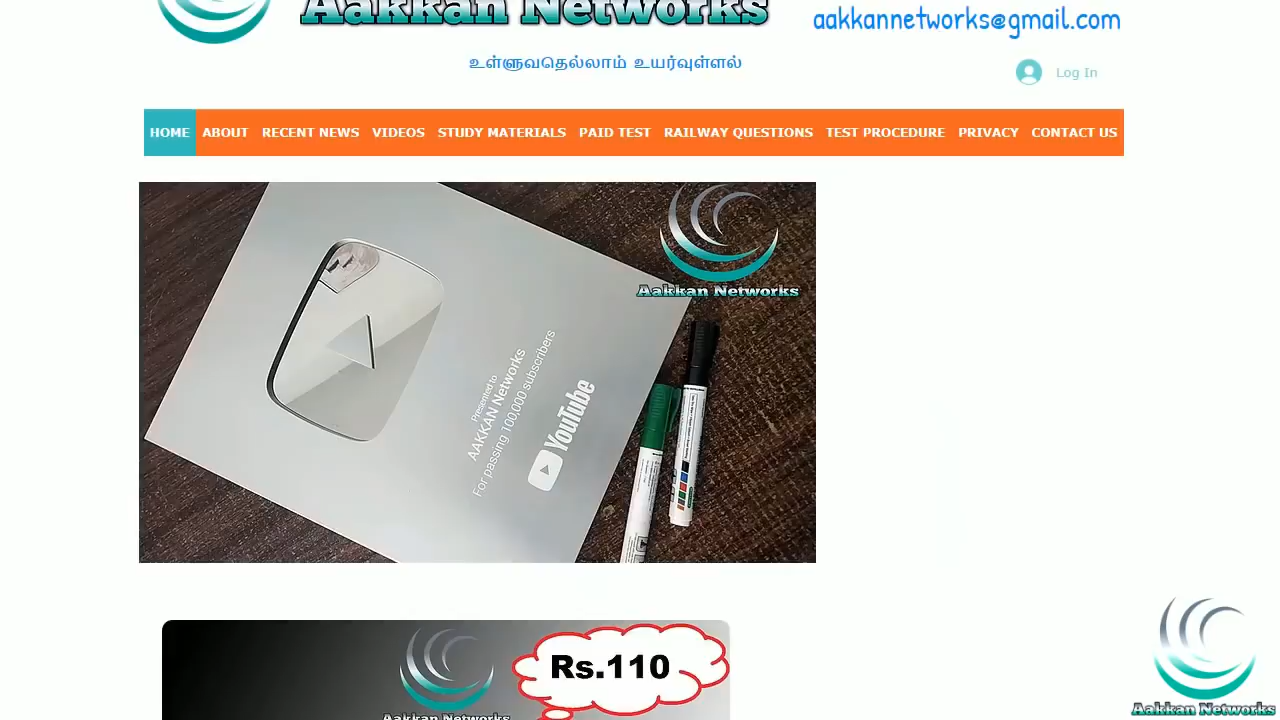 Aakkan Networks
aakkannetworks@gmail.com
உள்ளுவதெல்லாம் உயர்வுள்ளல்
Log In
HOME ABOUT RECENT NEWS VIDEOS STUDY MATERIALS PAID TEST RAILWAY QUESTIONS TEST PROCEDURE PRIVACY CONTACT US
Aakkan Networks
Presented to
AAKKAN Networks
For passing 100,000 subscribers
YouTube
Rs.110
Aakkan Networks
Aakkan Networks